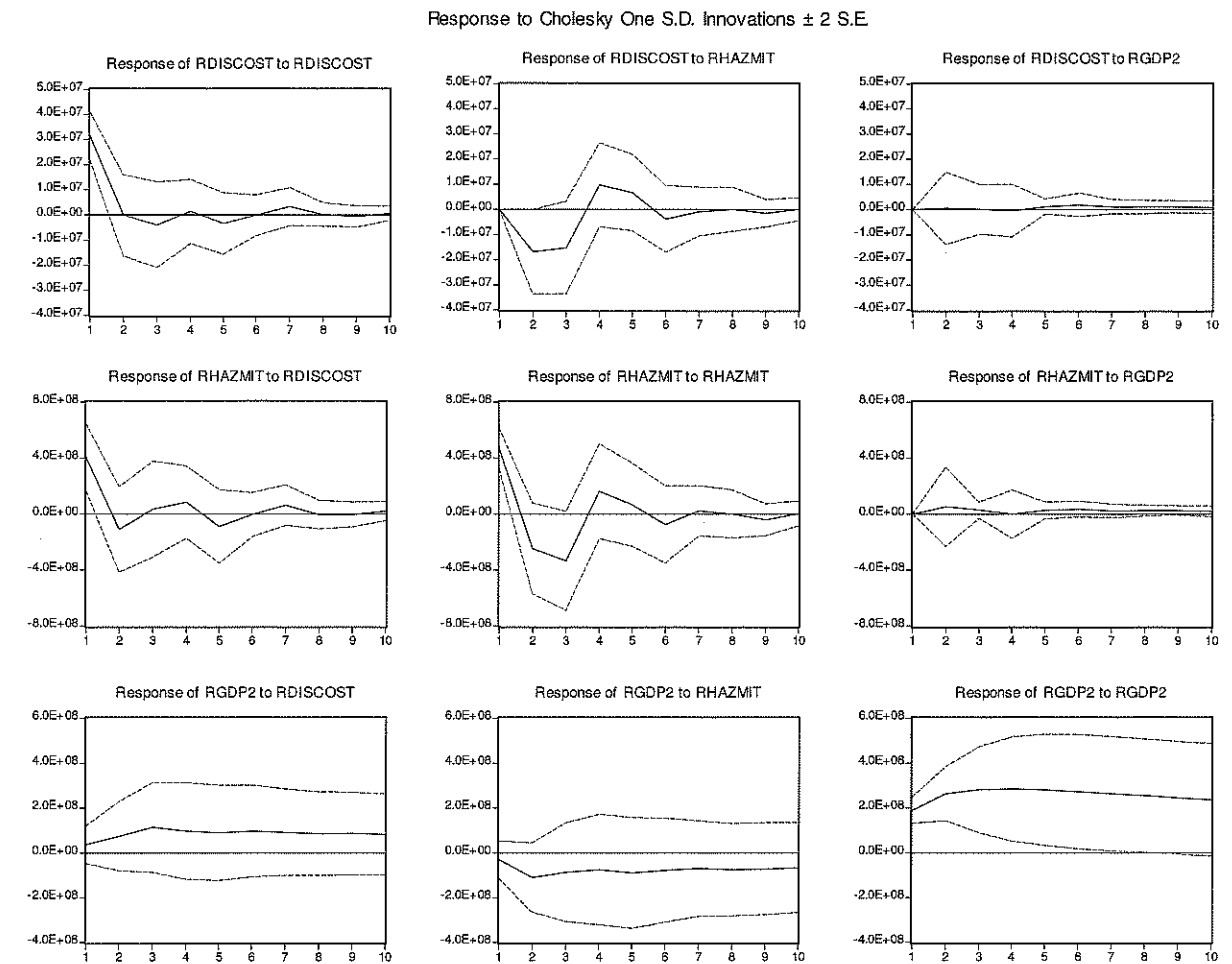 Response to Cholesky One S.D. Innovations ± 2 S.E.
Response of RDISCOST to RDISCOST
5.0E+07
4.0E+07
3.0E+07
2.0E+07
1.0E+07
0.0E+00
-1.0E+07
-2.0E+07
-3.0E+07
-4.0E+07
1 2 3 4 5 6 7 8 9 10
Response of RDISCOST to RHAZMIT
5.0E+07
4.0E+07
3.0E+07
2.0E+07
1.0E+07
0.0E+00
-1.0E+07
-2.0E+07
-3.0E+07
-4.0E+07
1 2 3 4 5 6 7 8 9 10
Response of RDISCOST to RGDP2
5.0E+07
4.0E+07
3.0E+07
2.0E+07
1.0E+07
0.0E+00
-1.0E+07
-2.0E+07
-3.0E+07
-4.0E+07
1 2 3 4 5 6 7 8 9 10
Response of RHAZMIT to RDISCOST
8.0E+08
4.0E+08
0.0E+00
-4.0E+08
-8.0E+08
1 2 3 4 5 6 7 8 9 10
Response of RHAZMIT to RHAZMIT
8.0E+08
4.0E+08
0.0E+00
-4.0E+08
-8.0E+08
1 2 3 4 5 6 7 8 9 10
Response of RHAZMIT to RGDP2
8.0E+08
4.0E+08
0.0E+00
-4.0E+08
-8.0E+08
1 2 3 4 5 6 7 8 9 10
Response of RGDP2 to RDISCOST
6.0E+08
4.0E+08
2.0E+08
0.0E+00
-2.0E+08
-4.0E+08
1 2 3 4 5 6 7 8 9 10
Response of RGDP2 to RHAZMIT
6.0E+08
4.0E+08
2.0E+08
0.0E+00
-2.0E+08
-4.0E+08
1 2 3 4 5 6 7 8 9 10
Response of RGDP2 to RGDP2
6.0E+08
4.0E+08
2.0E+08
0.0E+00
-2.0E+08
-4.0E+08
1 2 3 4 5 6 7 8 9 10